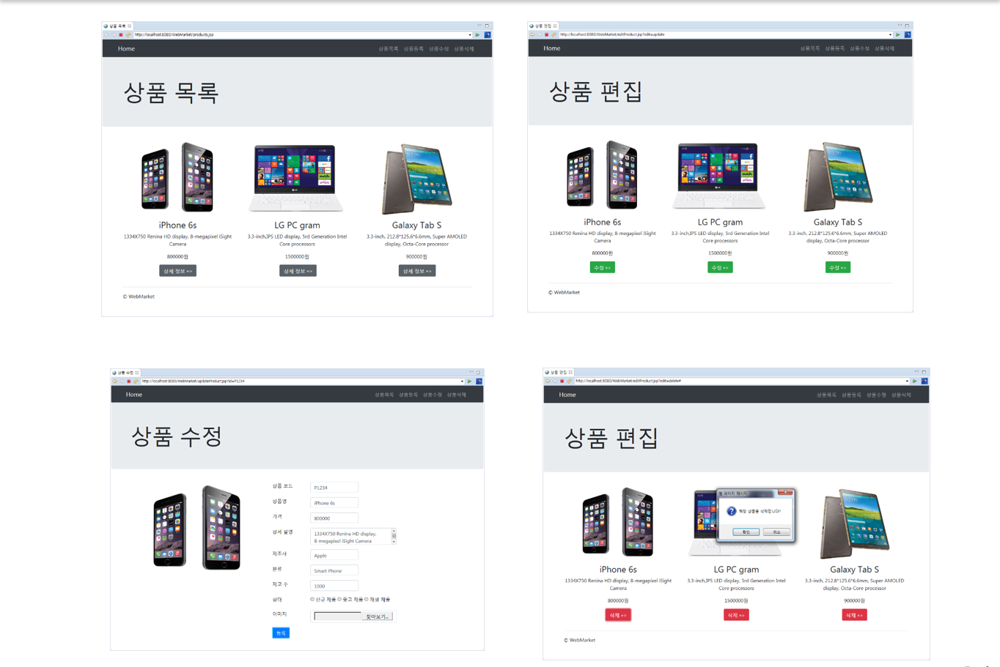 상품 목록
http://localhost:8080/WebMarket/products.jsp
Home 상품목록 상품등록 상품수정 상품삭제
상품 목록
iPhone 6s
1334X750 Renina HD display, 8-megapixel iSight
Camera
800000원
상세 정보 »>
LG PC gram
3.3-inch,IPS LED display, 5rd Generation Intel
Core processors
1500000원
상세 정보 »>
Galaxy Tab S
3.3-inch, 212.8*125.6*6.6mm, Super AMOLED
display, Octa-Core processor
900000원
상세 정보 »>
© WebMarket
상품 편집
http://localhost:8080/WebMarket/editProduct.jsp?edit=update
Home 상품목록 상품등록 상품수정 상품삭제
상품 편집
iPhone 6s
1334X750 Renina HD display, 8-megapixel iSight
Camera
800000원
수정 »>
LG PC gram
3.3-inch,IPS LED display, 5rd Generation Intel
Core processors
1500000원
수정 »>
Galaxy Tab S
3.3-inch, 212.8*125.6*6.6mm, Super AMOLED
display, Octa-Core processor
900000원
수정 »>
© WebMarket
상품 수정
http://localhost:8080/WebMarket/updateProduct.jsp?id=P1234
Home 상품목록 상품등록 상품수정 상품삭제
상품 수정
상품 코드 P1234
상품명 iPhone 6s
가격 800000
상세 설명 1334X750 Renina HD display,
8-megapixel iSight Camera
제조사 Apple
분류 Smart Phone
재고 수 1000
상태 신규 제품 중고 제품 재생 제품
이미지 찾아보기...
등록
상품 편집
http://localhost:8080/WebMarket/editProduct.jsp?edit=delete#
Home 상품목록 상품등록 상품수정 상품삭제
상품 편집
웹 페이지 메시지
해당 상품을 삭제합니다!
확인 취소
iPhone 6s
1334X750 Renina HD display, 8-megapixel iSight
Camera
800000원
삭제 »>
LG PC gram
3.3-inch,IPS LED display, 5rd Generation Intel
Core processors
1500000원
삭제 »>
Galaxy Tab S
3.3-inch, 212.8*125.6*6.6mm, Super AMOLED
display, Octa-Core processor
900000원
삭제 »>
© WebMarket